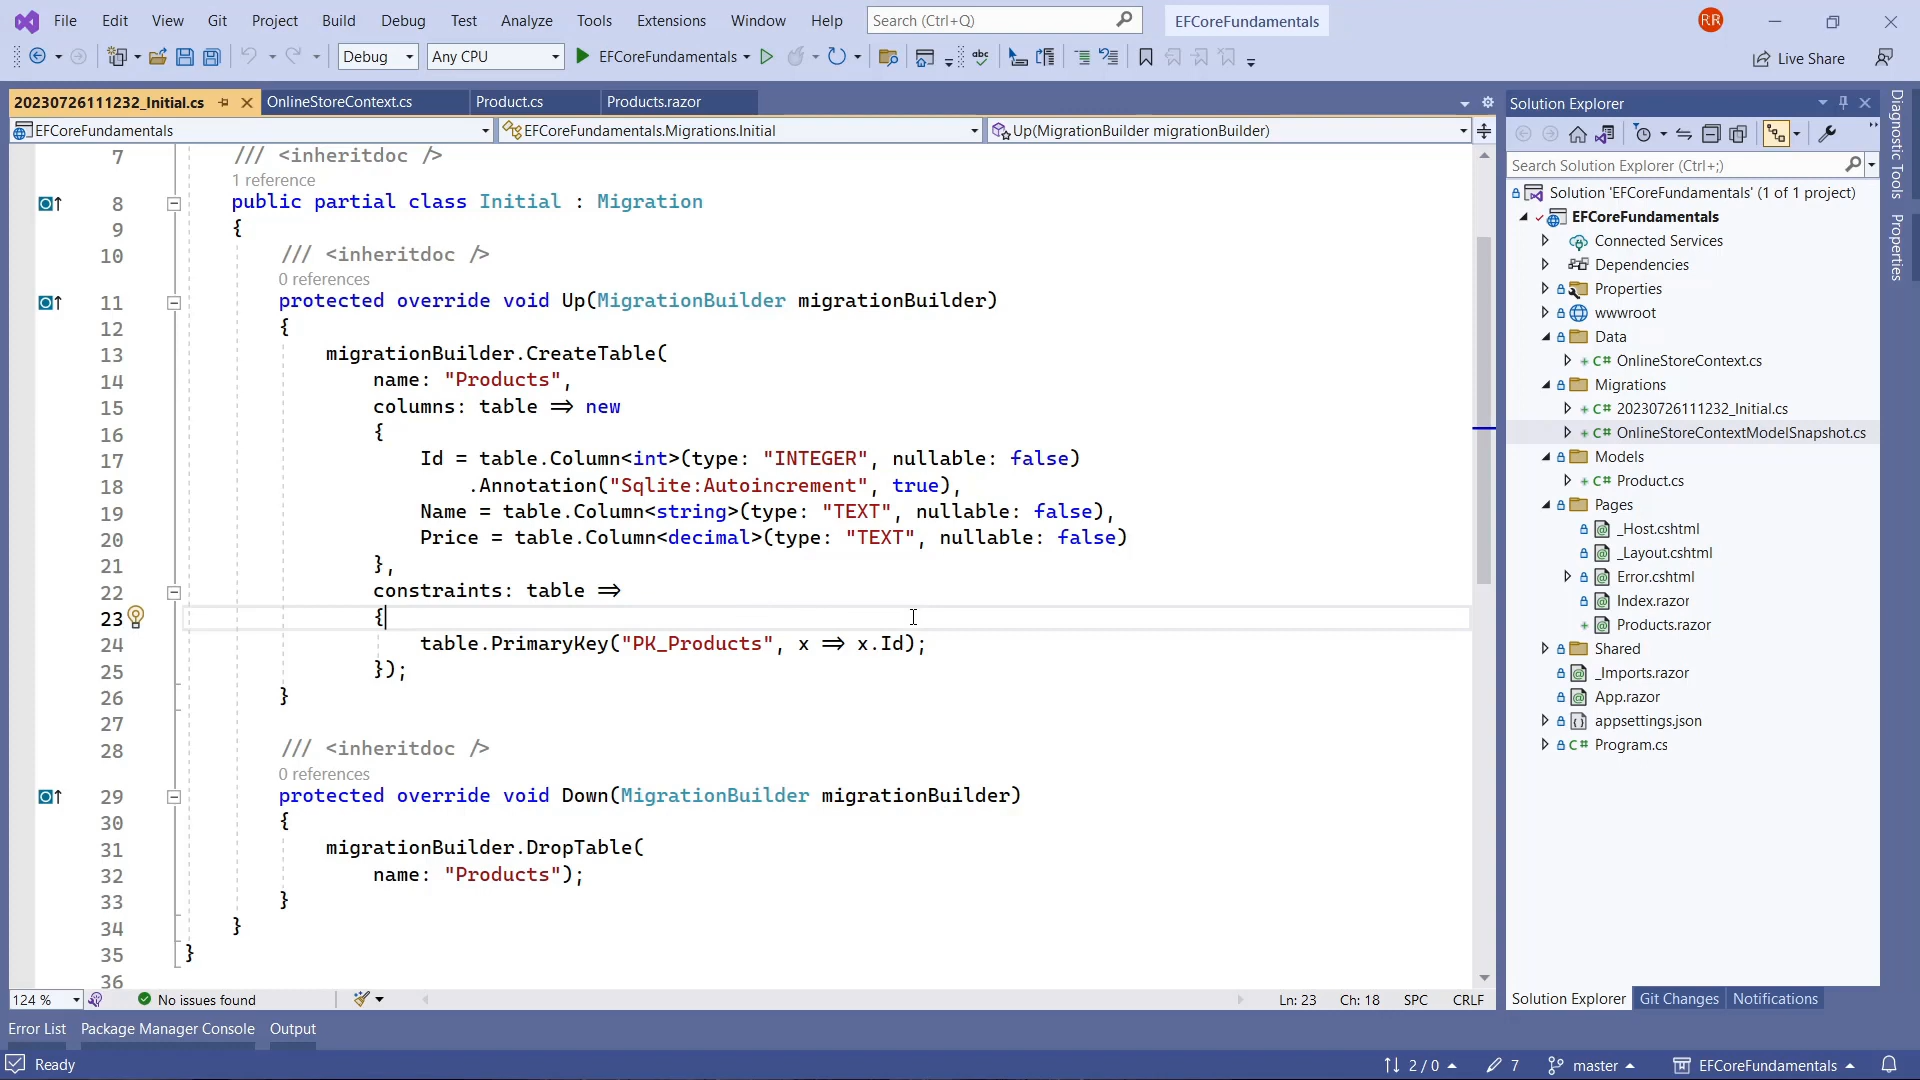 File Edit View Git Project Build Debug Test Analyze Tools Extensions Window Help Search (Ctrl+Q) EFCoreFundamentals RR
Debug Any CPU EFCoreFundamentals abc Live Share
20230726111232_Initial.cs OnlineStoreContext.cs Product.cs Products.razor
EFCoreFundamentals EFCoreFundamentals.Migrations.Initial Up(MigrationBuilder migrationBuilder)
7 /// <inheritdoc />
1 reference
8 public partial class Initial : Migration
9 {
10 /// <inheritdoc />
0 references
11 protected override void Up(MigrationBuilder migrationBuilder)
12 {
13 migrationBuilder.CreateTable(
14 name: "Products",
15 columns: table => new
16 {
17 Id = table.Column<int>(type: "INTEGER", nullable: false)
18 .Annotation("Sqlite:Autoincrement", true),
19 Name = table.Column<string>(type: "TEXT", nullable: false),
20 Price = table.Column<decimal>(type: "TEXT", nullable: false)
21 },
22 constraints: table =>
23 {
24 table.PrimaryKey("PK_Products", x => x.Id);
25 });
26 }
27
28 /// <inheritdoc />
0 references
29 protected override void Down(MigrationBuilder migrationBuilder)
30 {
31 migrationBuilder.DropTable(
32 name: "Products");
33 }
34 }
35 }
36
124 % No issues found Ln: 23 Ch: 18 SPC CRLF
Solution Explorer
Search Solution Explorer (Ctrl+;)
Solution 'EFCoreFundamentals' (1 of 1 project)
EFCoreFundamentals
Connected Services
Dependencies
Properties
wwwroot
Data
C# OnlineStoreContext.cs
Migrations
C# 20230726111232_Initial.cs
C# OnlineStoreContextModelSnapshot.cs
Models
C# Product.cs
Pages
_Host.cshtml
_Layout.cshtml
Error.cshtml
Index.razor
Products.razor
Shared
_Imports.razor
App.razor
appsettings.json
C# Program.cs
Solution Explorer Git Changes Notifications
Diagnostic Tools
Properties
Error List Package Manager Console Output
Ready 2 / 0 7 master EFCoreFundamentals